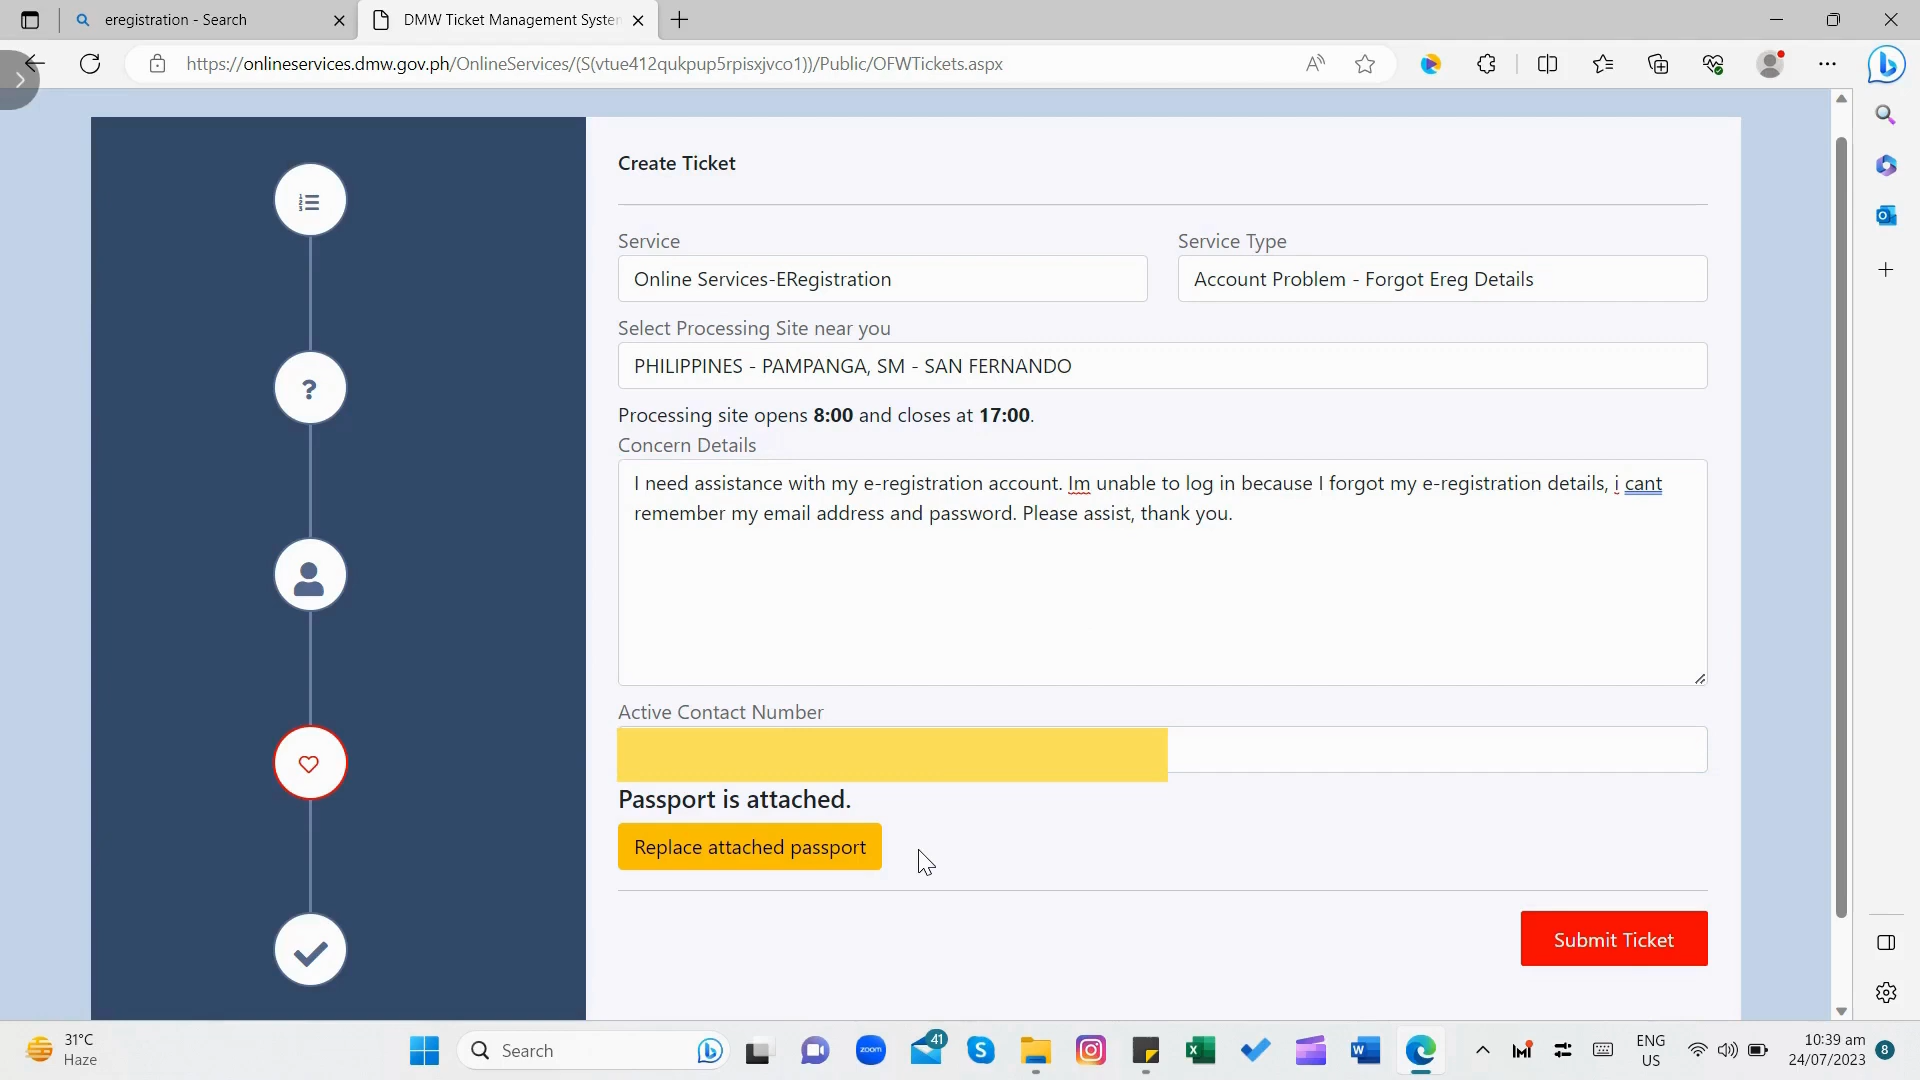 eregistration - Search
DMW Ticket Management System
https://onlineservices.dmw.gov.ph/OnlineServices/(S(vtue412qukpup5rpisxjvco1))/Public/OFWTickets.aspx
Create Ticket
Service
Service Type
Online Services-ERegistration
Account Problem - Forgot Ereg Details
Select Processing Site near you
PHILIPPINES - PAMPANGA, SM - SAN FERNANDO
Processing site opens 8:00 and closes at 17:00.
Concern Details
I need assistance with my e-registration account. Im unable to log in because I forgot my e-registration details, i cant
remember my email address and password. Please assist, thank you.
Active Contact Number
Passport is attached.
Replace attached passport
Submit Ticket
31°C
Haze
Search
zoom
41
ENG
US
10:39 am
24/07/2023
8